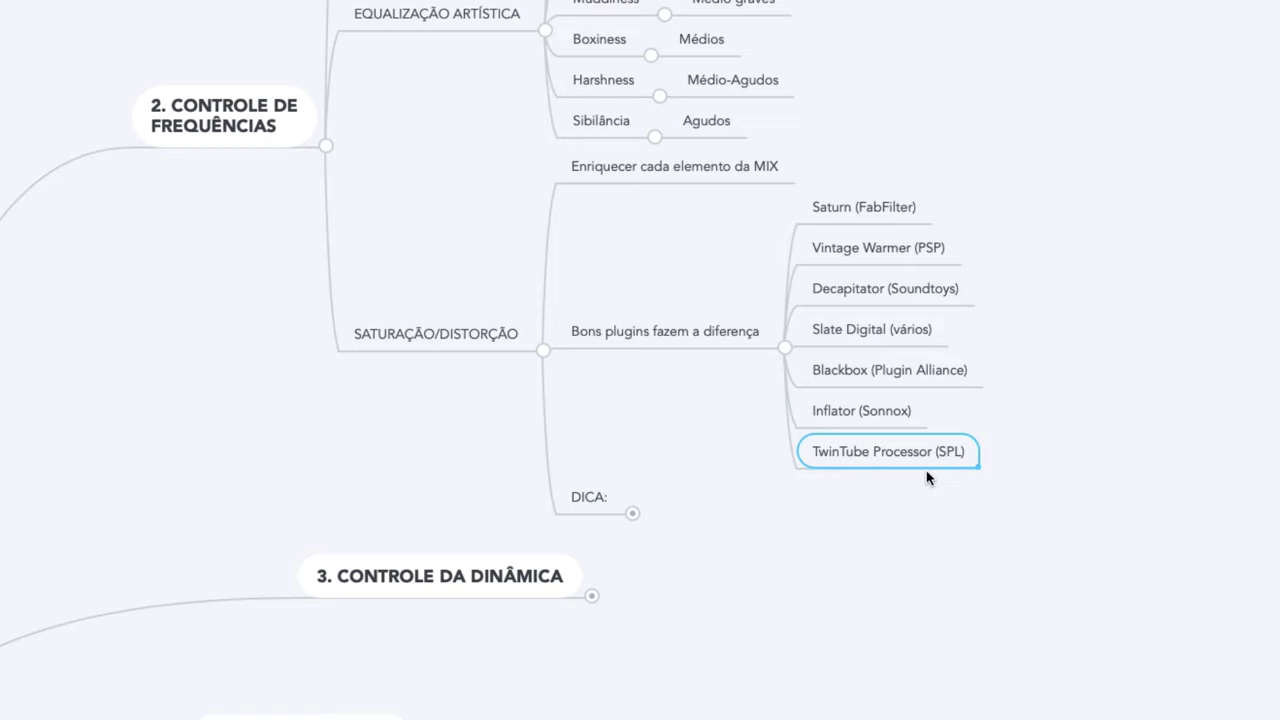 EQUALIZAÇÃO ARTÍSTICA
Boxiness
Médios
Harshness
Médio-Agudos
Sibilância
Agudos
2. CONTROLE DE
FREQUÊNCIAS
Enriquecer cada elemento da MIX
Saturn (FabFilter)
Vintage Warmer (PSP)
Decapitator (Soundtoys)
SATURAÇÃO/DISTORÇÃO
Bons plugins fazem a diferença
Slate Digital (vários)
Blackbox (Plugin Alliance)
Inflator (Sonnox)
TwinTube Processor (SPL)
DICA:
3. CONTROLE DA DINÂMICA